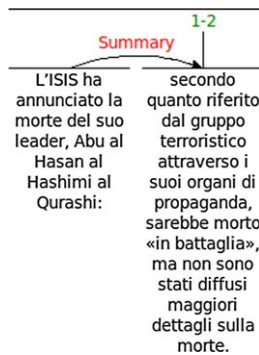 1-2
Summary
L'ISIS ha
annunciato la
morte del suo
leader, Abu al
Hasan al
Hashimi al
Qurashi:
secondo
quanto riferito
dal gruppo
terroristico
attraverso i
suoi organi di
propaganda,
sarebbe morto
«in battaglia»,
ma non sono
stati diffusi
maggiori
dettagli sulla
morte.